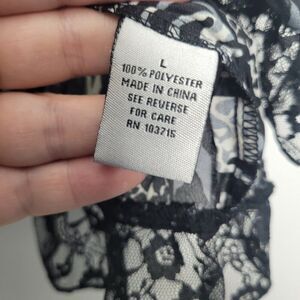 L
100% POLYESTER
MADE IN CHINA
SEE REVERSE
FOR CARE
RN 103715